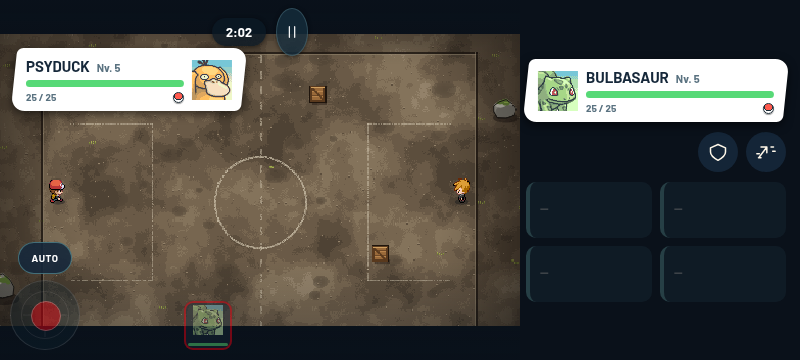 2:02
PSYDUCK Nv. 5
25 / 25
BULBASAUR Nv. 5
25 / 25
AUTO
—
—
—
—